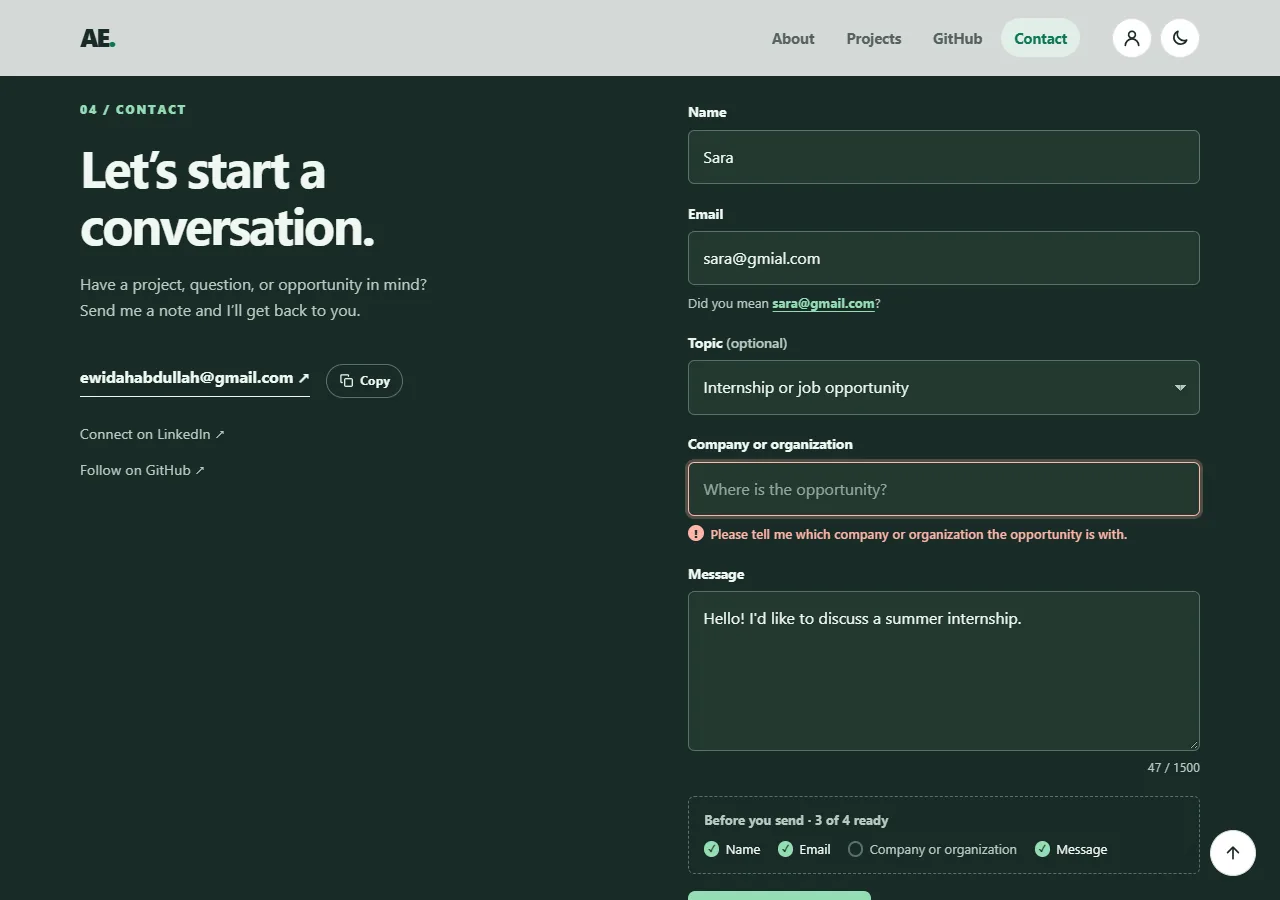 AE.
About
Projects
GitHub
Contact
04 / CONTACT
Let’s start a
conversation.
Have a project, question, or opportunity in mind?
Send me a note and I’ll get back to you.
ewidahabdullah@gmail.com ↗
Copy
Connect on LinkedIn ↗
Follow on GitHub ↗
Name
Sara
Email
sara@gmial.com
Did you mean sara@gmail.com?
Topic (optional)
Internship or job opportunity
Company or organization
Where is the opportunity?
! Please tell me which company or organization the opportunity is with.
Message
Hello! I'd like to discuss a summer internship.
47 / 1500
Before you send · 3 of 4 ready
✓ Name
✓ Email
Company or organization
✓ Message